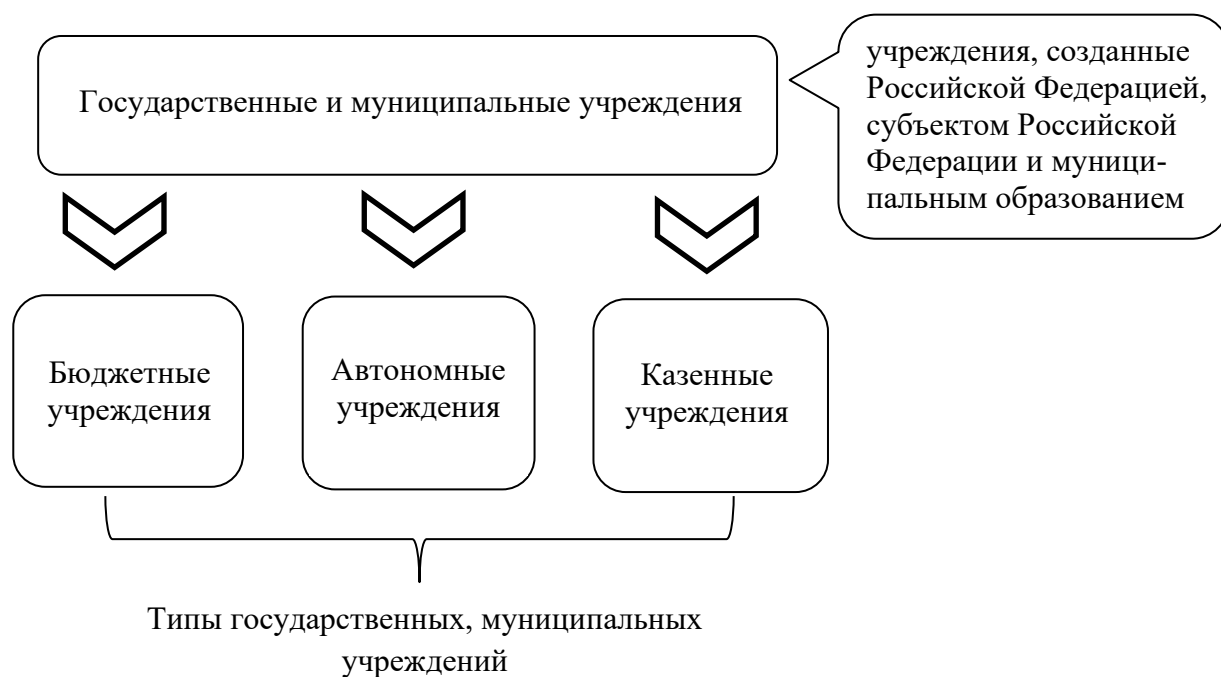 Государственные и муниципальные учреждения
учреждения, созданные
Российской Федерацией,
субъектом Российской
Федерации и муници-
пальным образованием
Бюджетные
учреждения
Автономные
учреждения
Казенные
учреждения
Типы государственных, муниципальных
учреждений